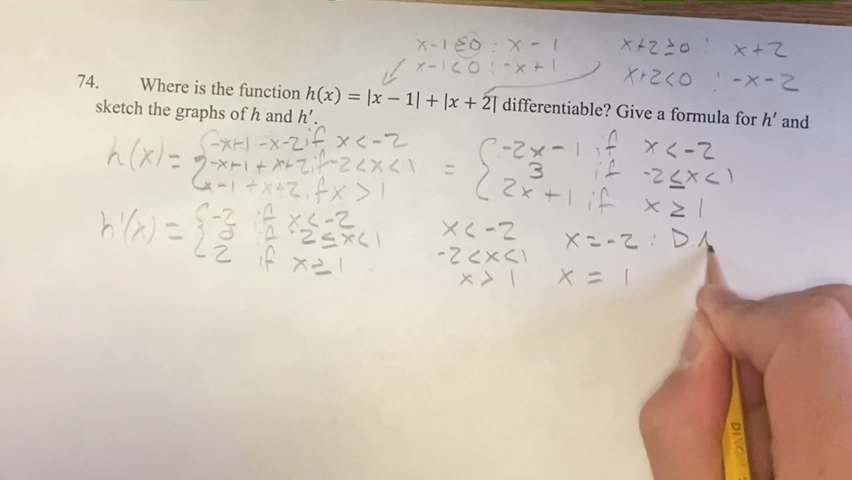 x-1≥0 : x-1
x-1<0 : -x+1
x+2≥0 : x+2
x+2<0 : -x-2
74. Where is the function h(x) = |x − 1| + |x + 2| differentiable? Give a formula for h′ and
sketch the graphs of h and h′.
h(x) = { -x+1 -x-2 if x<-2
-x+1 + x+2 if -2<x<1
x-1 + x+2 if x>1
= { -2x-1 if x<-2
3 if -2≤x<1
2x+1 if x≥1
h'(x) = { -2 if x<-2
0 if -2≤x<1
2 if x≥1
x<-2
-2<x<1
x>1
x=-2 : D.
x = 1